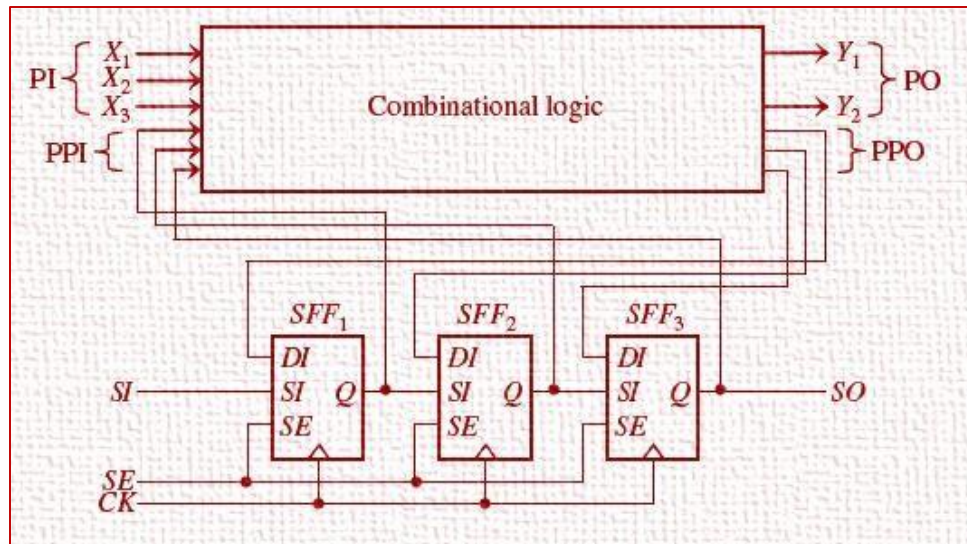 X1 Y1
PI X2 PO
X3 Combinational logic Y2
PPI PPO
SFF1 SFF2 SFF3
DI DI DI
SI SI Q SI Q SI Q SO
SE SE SE
SE
CK